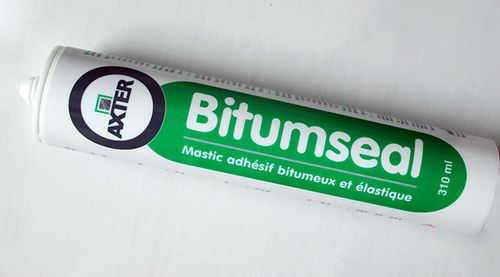 AXTER
Bitumseal
Mastic adhésif bitumeux et élastique
310 ml